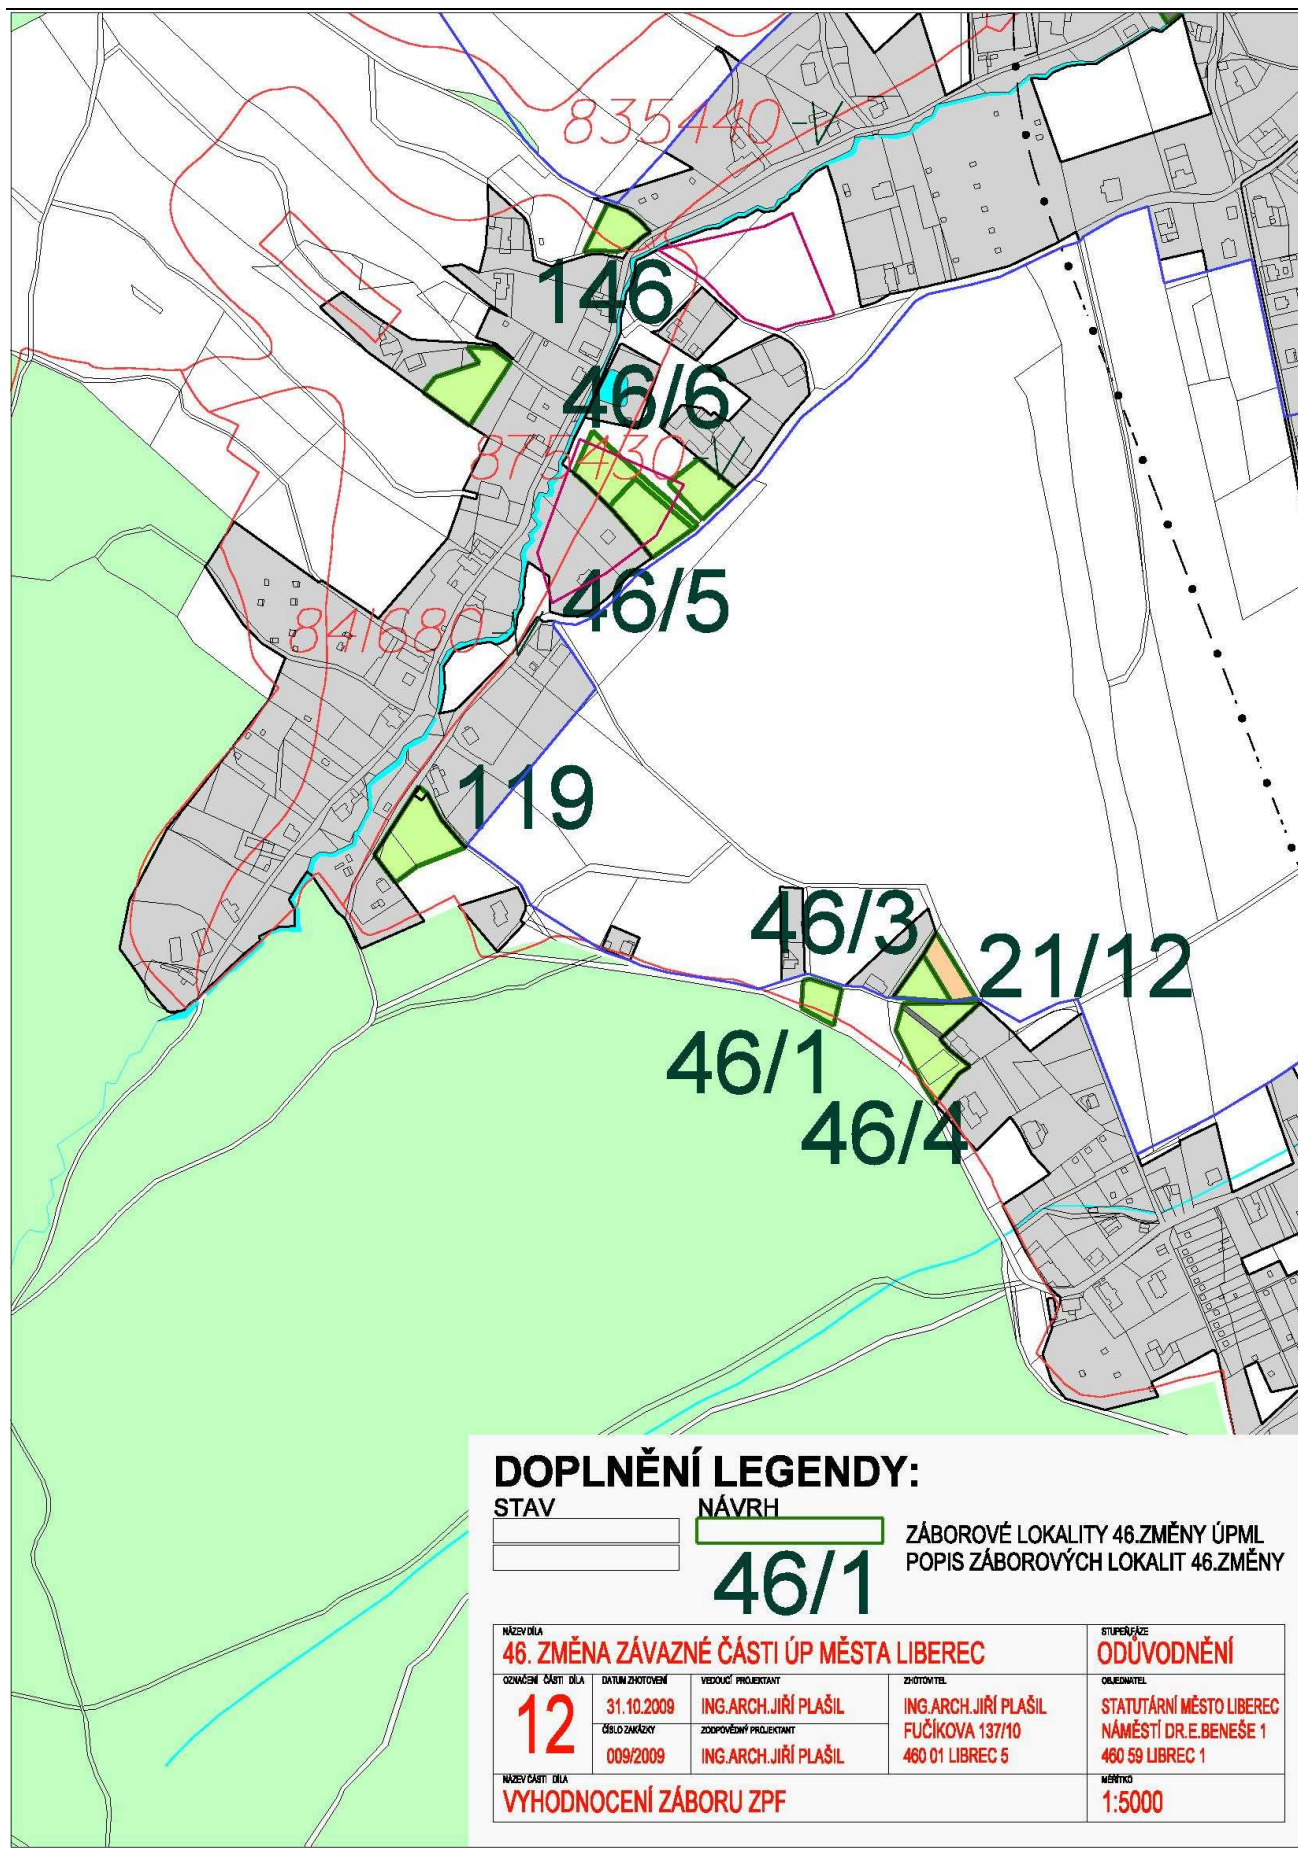 835440 -V
146
46/6
875430 -V
46/5
841680 -
119
46/3
21/12
46/1
46/4
DOPLNĚNÍ LEGENDY:
STAV NÁVRH
ZÁBOROVÉ LOKALITY 46.ZMĚNY ÚPML
POPIS ZÁBOROVÝCH LOKALIT 46.ZMĚNY
46/1
NÁZEV DÍLA
46. ZMĚNA ZÁVAZNÉ ČÁSTI ÚP MĚSTA LIBEREC
STUPEŇ/FÁZE
ODŮVODNĚNÍ
OZNAČENÍ ČÁSTI DÍLA
12
DATUM ZHOTOVENÍ
31.10.2009
ČÍSLO ZAKÁZKY
009/2009
VEDOUCÍ PROJEKTANT
ING.ARCH.JIŘÍ PLAŠIL
ZODPOVĚDNÝ PROJEKTANT
ING.ARCH.JIŘÍ PLAŠIL
ZHOTOVITEL
ING.ARCH.JIŘÍ PLAŠIL
FUČÍKOVA 137/10
460 01 LIBREC 5
OBJEDNATEL
STATUTÁRNÍ MĚSTO LIBEREC
NÁMĚSTÍ DR.E.BENEŠE 1
460 59 LIBREC 1
NÁZEV ČÁSTI DÍLA
VYHODNOCENÍ ZÁBORU ZPF
MĚŘÍTKO
1:5000